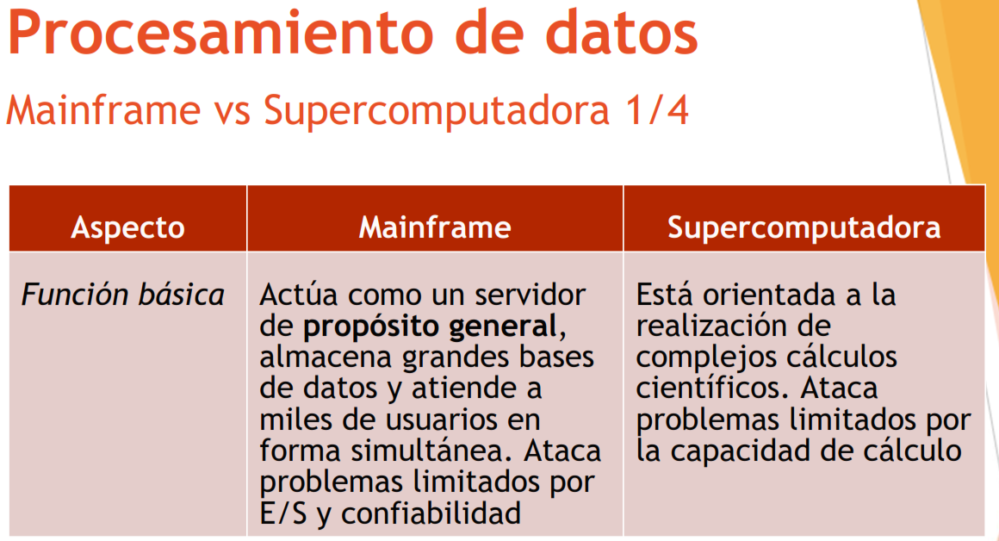 Procesamiento de datos
Mainframe vs Supercomputadora 1/4
Aspecto
Mainframe
Supercomputadora
Función básica
Actúa como un servidor
de propósito general,
almacena grandes bases
de datos y atiende a
miles de usuarios en
forma simultánea. Ataca
problemas limitados por
E/S y confiabilidad
Está orientada a la
realización de
complejos cálculos
científicos. Ataca
problemas limitados por
la capacidad de cálculo